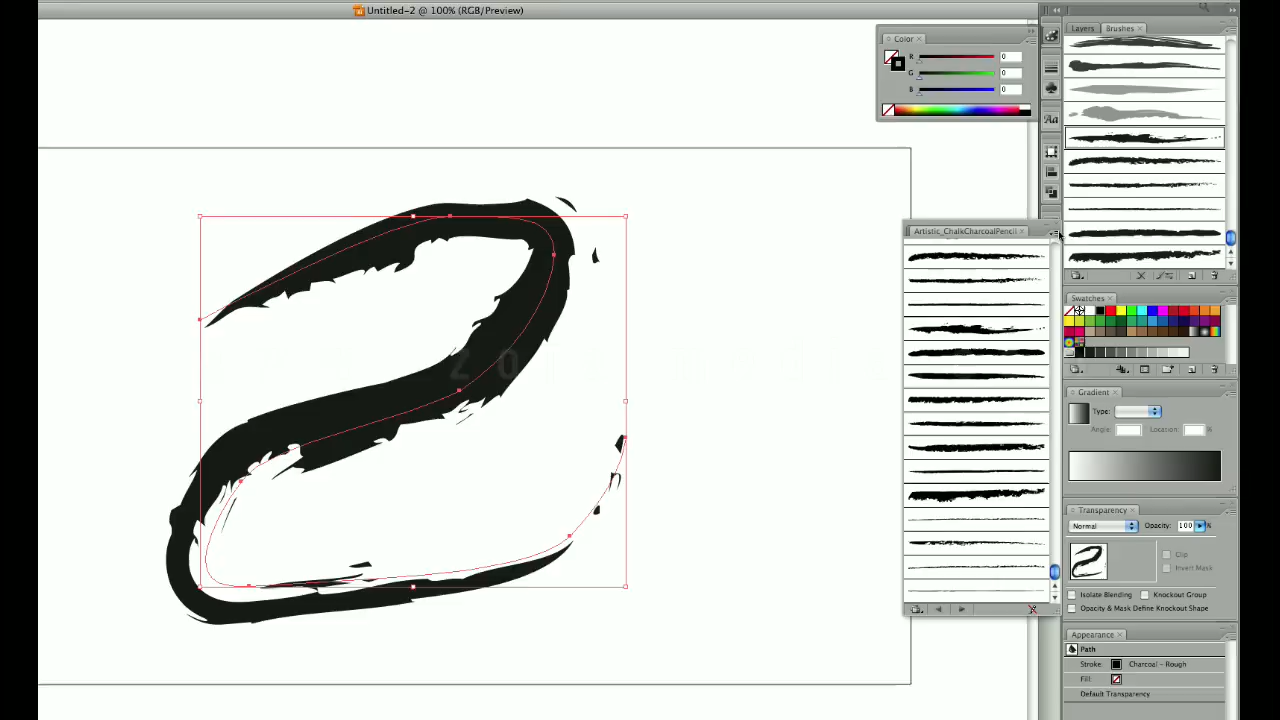 Untitled-2 @ 100% (RGB/Preview)
Color
R 0
G 0
B 0
Layers Brushes
Aa
Artistic_ChalkCharcoalPencil
Swatches
Gradient
Type:
Angle: Location: %
Transparency
Normal Opacity: 100 %
Clip
Invert Mask
Isolate Blending Knockout Group
Opacity & Mask Define Knockout Shape
Appearance
Path
Stroke: Charcoal - Rough
Fill:
Default Transparency